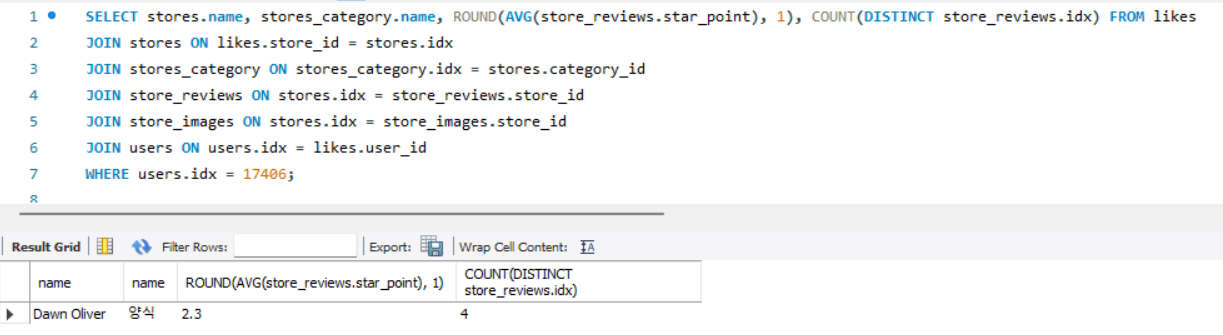 1 SELECT stores.name, stores_category.name, ROUND(AVG(store_reviews.star_point), 1), COUNT(DISTINCT store_reviews.idx) FROM likes
2 JOIN stores ON likes.store_id = stores.idx
3 JOIN stores_category ON stores_category.idx = stores.category_id
4 JOIN store_reviews ON stores.idx = store_reviews.store_id
5 JOIN store_images ON stores.idx = store_images.store_id
6 JOIN users ON users.idx = likes.user_id
7 WHERE users.idx = 17406;
8
Result Grid Filter Rows: Export: Wrap Cell Content: IA
name name ROUND(AVG(store_reviews.star_point), 1) COUNT(DISTINCT
store_reviews.idx)
Dawn Oliver 양식 2.3 4